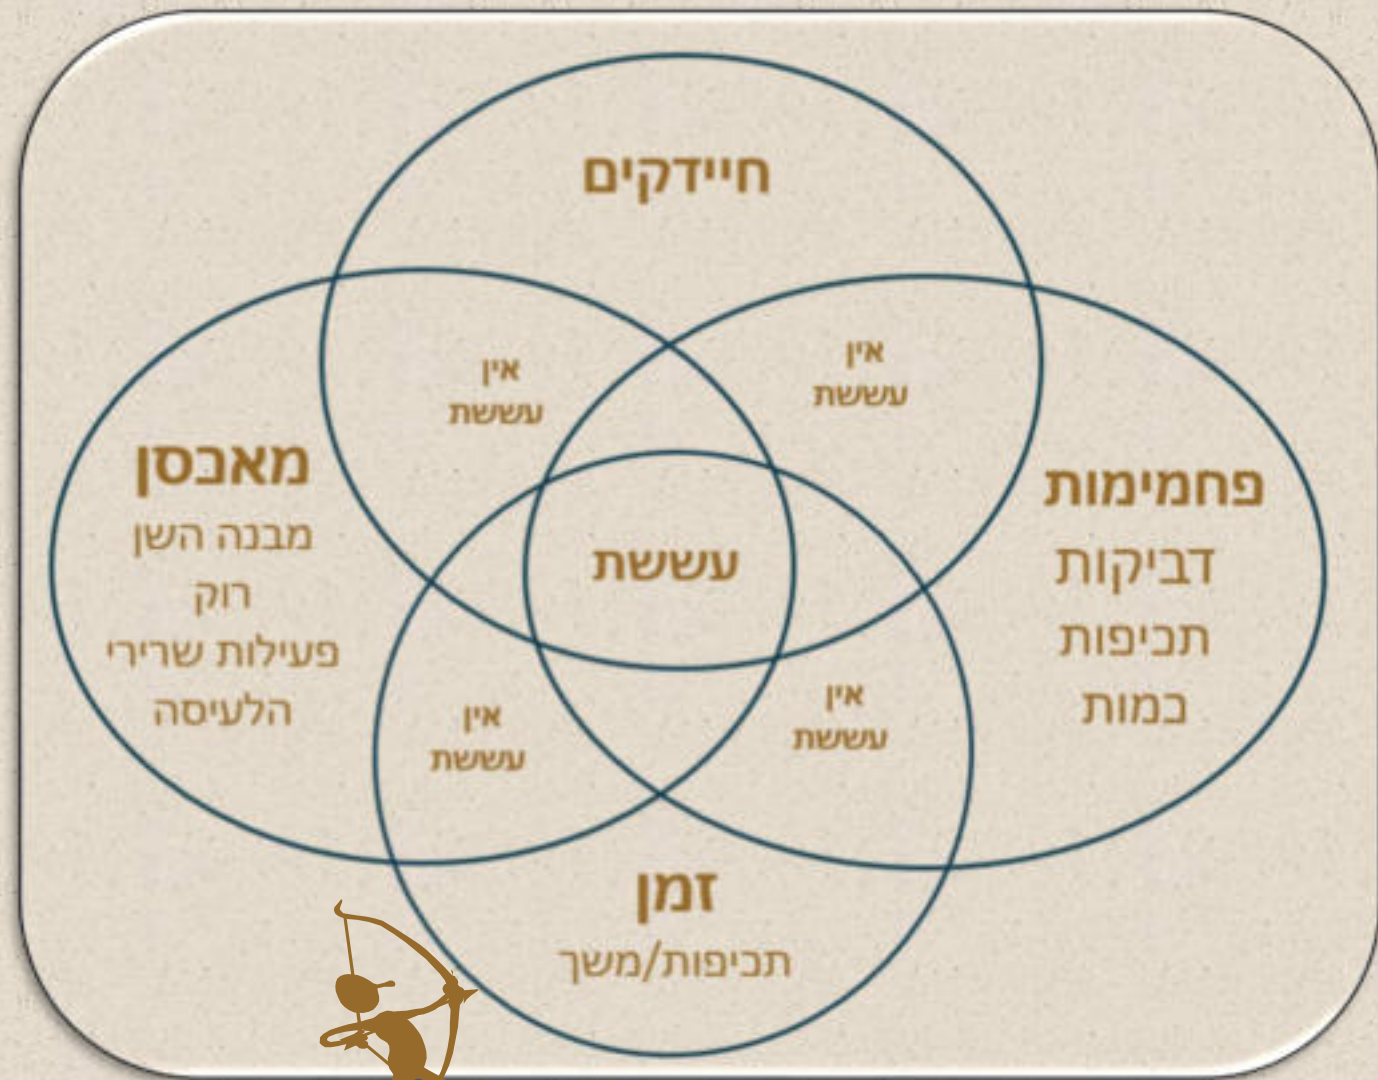 חיידקים
אין
עששת
אין
עששת
פחמימות
דביקות
תכיפות
כמות
מאכסן
מבנה השן
רוק
פעילות שרירי
הלעיסה
עששת
אין
עששת
אין
עששת
זמן
תכיפות/משך